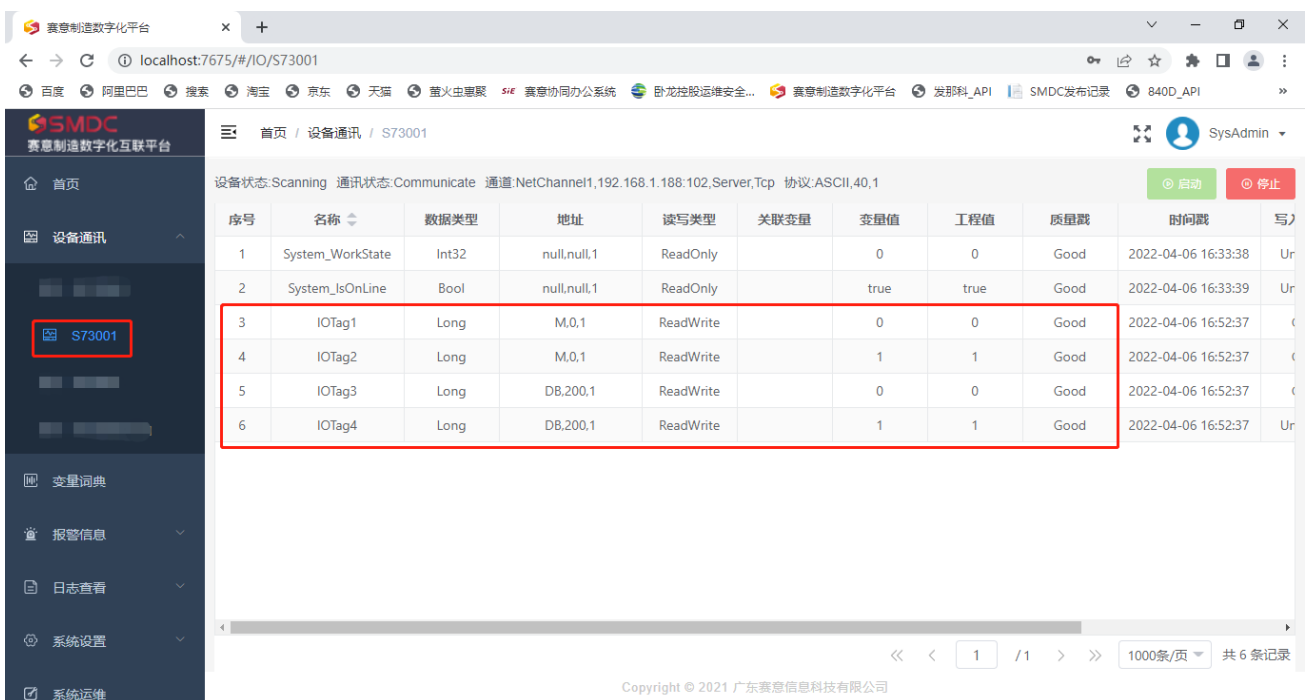 赛意制造数字化平台
localhost:7675/#/IO/S73001
百度 阿里巴巴 搜索 淘宝 京东 天猫 萤火虫惠聚 SiE 赛意协同办公系统 卧龙控股运维安全... 赛意制造数字化平台 发那科_API SMDC发布记录 840D_API »
SMDC
赛意制造数字化互联平台
首页 / 设备通讯 / S73001
SysAdmin
首页
设备通讯
S73001
变量词典
报警信息
日志查看
系统设置
系统运维
设备状态:Scanning 通讯状态:Communicate 通道:NetChannel1,192.168.1.188:102,Server,Tcp 协议:ASCII,40,1
启动 停止
序号 名称 数据类型 地址 读写类型 关联变量 变量值 工程值 质量戳 时间戳
1 System_WorkState Int32 null,null,1 ReadOnly 0 0 Good 2022-04-06 16:33:38
2 System_IsOnLine Bool null,null,1 ReadOnly true true Good 2022-04-06 16:33:39
3 IOTag1 Long M,0,1 ReadWrite 0 0 Good 2022-04-06 16:52:37
4 IOTag2 Long M,0,1 ReadWrite 1 1 Good 2022-04-06 16:52:37
5 IOTag3 Long DB,200,1 ReadWrite 0 0 Good 2022-04-06 16:52:37
6 IOTag4 Long DB,200,1 ReadWrite 1 1 Good 2022-04-06 16:52:37
1 /1 1000条/页 共 6 条记录
Copyright © 2021 广东赛意信息科技有限公司